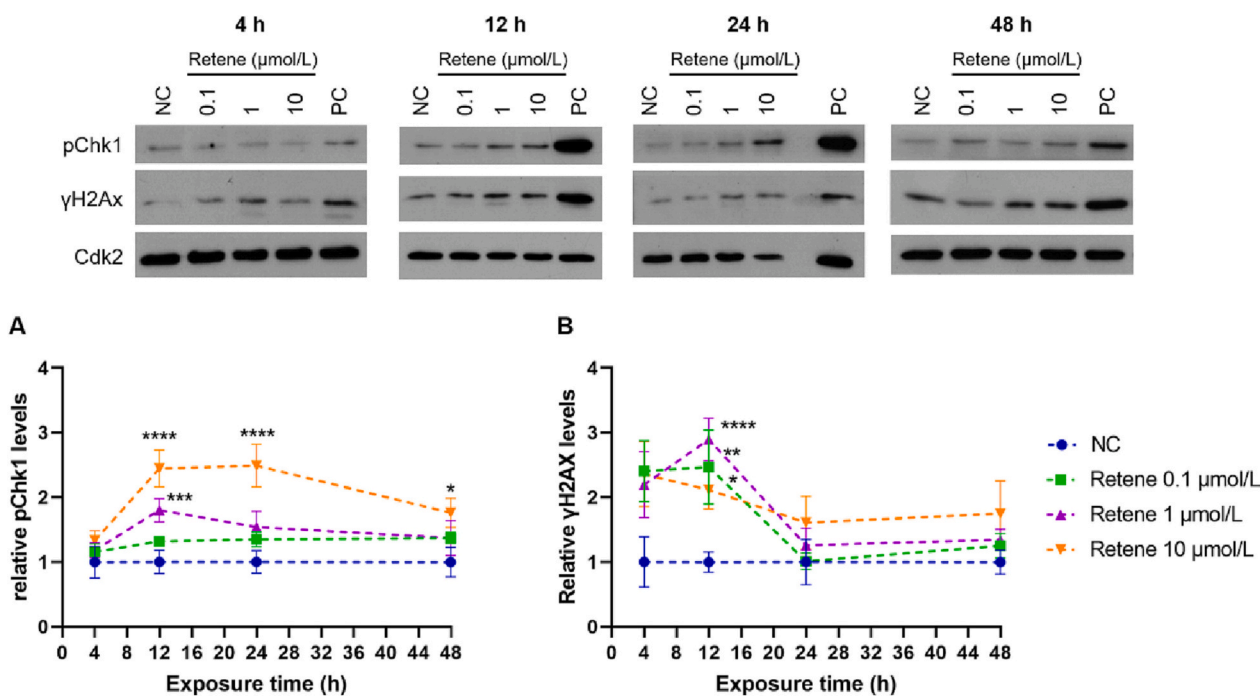 4 h 12 h 24 h 48 h
Retene (µmol/L) Retene (µmol/L) Retene (µmol/L) Retene (µmol/L)
NC 0.1 1 10 PC NC 0.1 1 10 PC NC 0.1 1 10 PC NC 0.1 1 10 PC
pChk1
γH2Ax
Cdk2
A
relative pChk1 levels
4
3
2
1
0
**** **** *
***
0 4 8 12 16 20 24 28 32 36 40 44 48
Exposure time (h)
B
Relative γH2AX levels
4
3
2
1
0
****
**
*
0 4 8 12 16 20 24 28 32 36 40 44 48
Exposure time (h)
NC
Retene 0.1 µmol/L
Retene 1 µmol/L
Retene 10 µmol/L